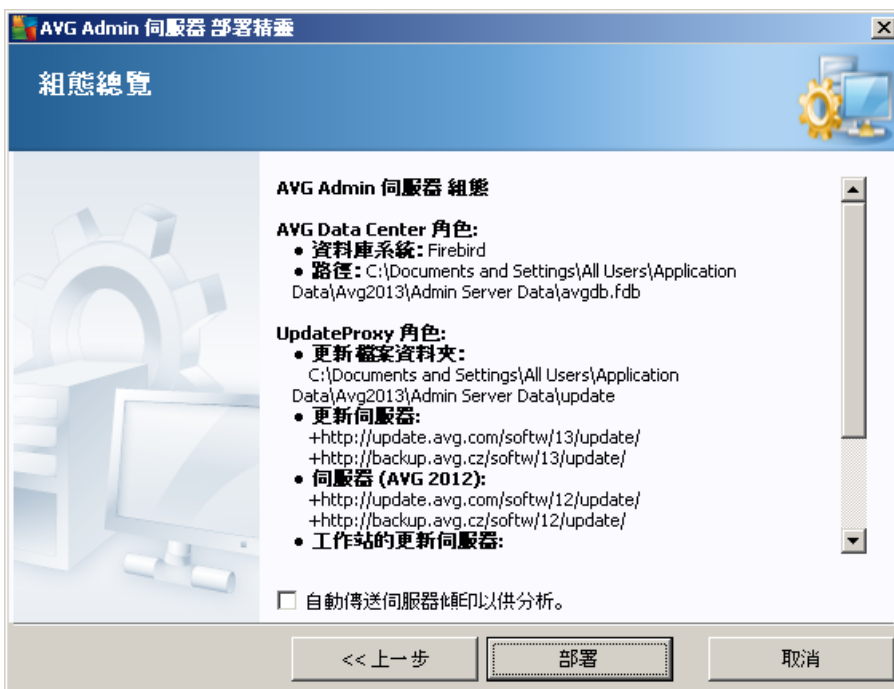 AVG Admin 伺服器 部署精靈
組態總覽
AVG Admin 伺服器 組態
AVG Data Center 角色:
● 資料庫系統: Firebird
● 路徑: C:\Documents and Settings\All Users\Application
Data\Avg2013\Admin Server Data\avgdb.fdb
UpdateProxy 角色:
● 更新檔案資料夾:
C:\Documents and Settings\All Users\Application
Data\Avg2013\Admin Server Data\update
● 更新伺服器:
+http://update.avg.com/softw/13/update/
+http://backup.avg.cz/softw/13/update/
● 伺服器 (AVG 2012):
+http://update.avg.com/softw/12/update/
+http://backup.avg.cz/softw/12/update/
● 工作站的更新伺服器:
自動傳送伺服器傾印以供分析。
<< 上一步
部署
取消